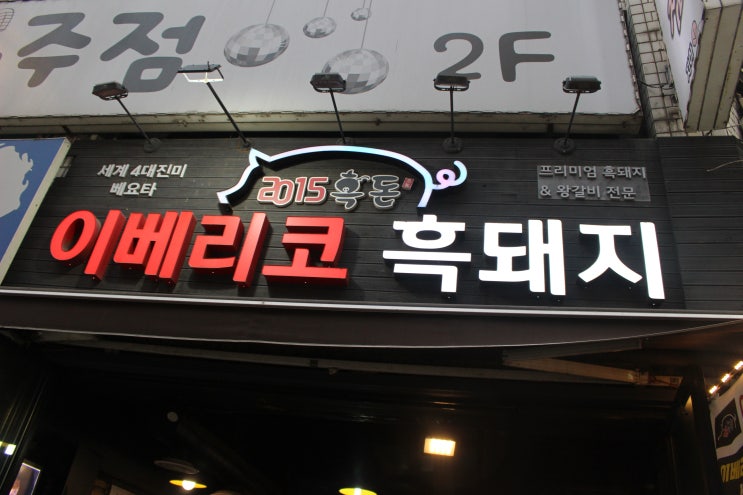 주점
2F
세계 4대진미
베요타
2015 흑돈
프리미엄 흑돼지
& 왕갈비 전문
이베리코 흑돼지